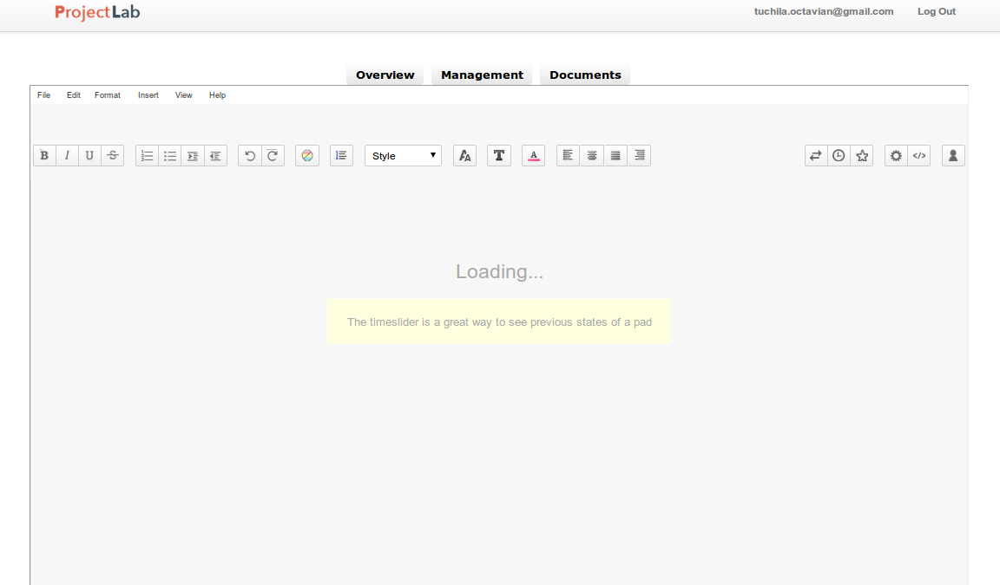 ProjectLab
tuchila.octavian@gmail.com Log Out
Overview Management Documents
File Edit Format Insert View Help
B I U S Style AA T A </>
Loading...
The timeslider is a great way to see previous states of a pad